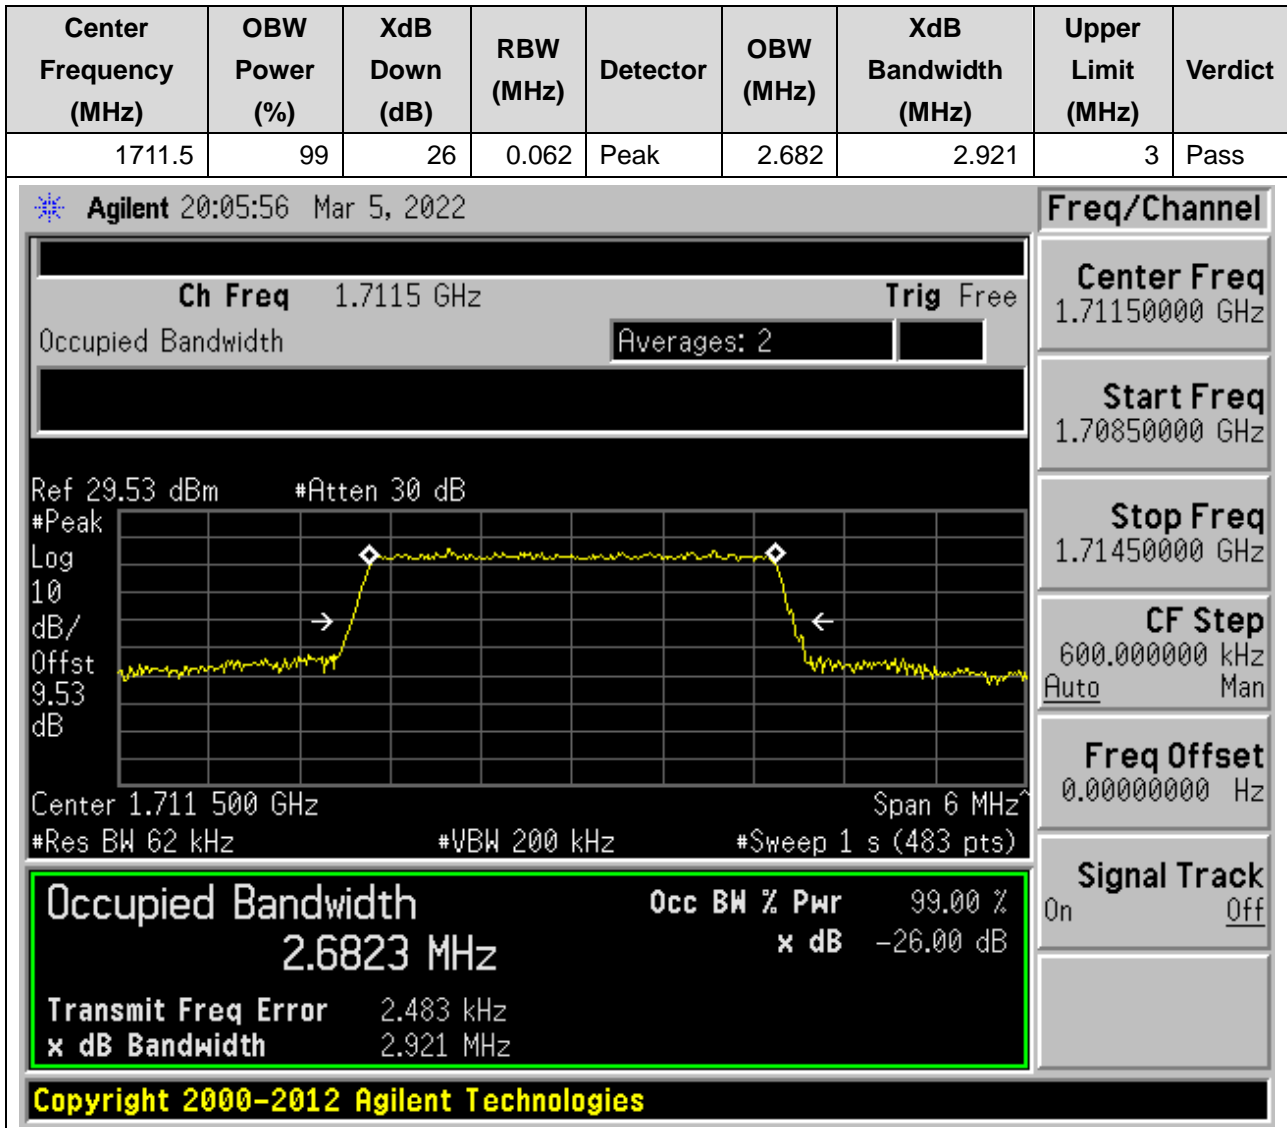 Center Frequency (MHz) OBW Power (%) XdB Down (dB) RBW (MHz) Detector OBW (MHz) XdB Bandwidth (MHz) Upper Limit (MHz) Verdict
1711.5 99 26 0.062 Peak 2.682 2.921 3 Pass
Agilent 20:05:56 Mar 5, 2022
Freq/Channel
Ch Freq 1.7115 GHz Trig Free
Occupied Bandwidth Averages: 2
Center Freq
1.71150000 GHz
Start Freq
1.70850000 GHz
Stop Freq
1.71450000 GHz
CF Step
600.000000 kHz
Auto Man
Freq Offset
0.00000000 Hz
Signal Track
On Off
Ref 29.53 dBm #Atten 30 dB
#Peak
Log
10
dB/
Offst
9.53
dB
Center 1.711 500 GHz Span 6 MHz^
#Res BW 62 kHz #VBW 200 kHz #Sweep 1 s (483 pts)
Occupied Bandwidth Occ BW % Pwr 99.00 %
2.6823 MHz x dB -26.00 dB
Transmit Freq Error 2.483 kHz
x dB Bandwidth 2.921 MHz
Copyright 2000-2012 Agilent Technologies